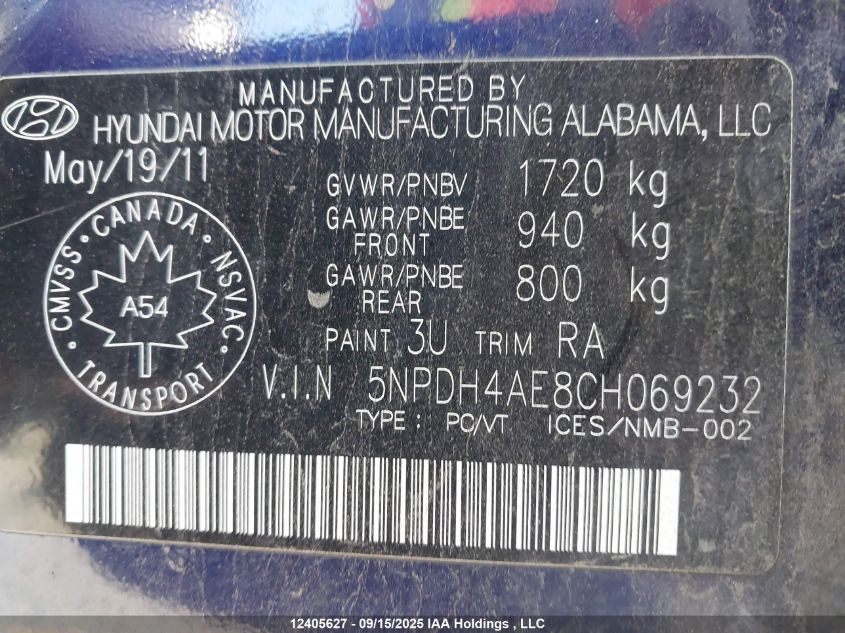 MANUFACTURED BY
HYUNDAI MOTOR MANUFACTURING ALABAMA, LLC
May/19/11
GVWR/PNBV 1720 kg
GAWR/PNBE FRONT 940 kg
GAWR/PNBE REAR 800 kg
CANADA
CMVSS NSVAC
A54
TRANSPORT
PAINT 3U TRIM RA
V.I.N 5NPDH4AE8CH069232
TYPE: PC/VT ICES/NMB-002
12405627 - 09/15/2025 IAA Holdings , LLC